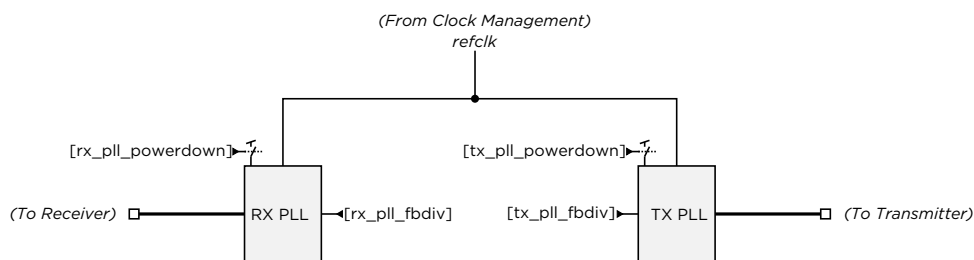 (From Clock Management)
refclk
[rx_pll_powerdown]
[tx_pll_powerdown]
(To Receiver)
RX PLL
[rx_pll_fbdiv]
[tx_pll_fbdiv]
TX PLL
(To Transmitter)